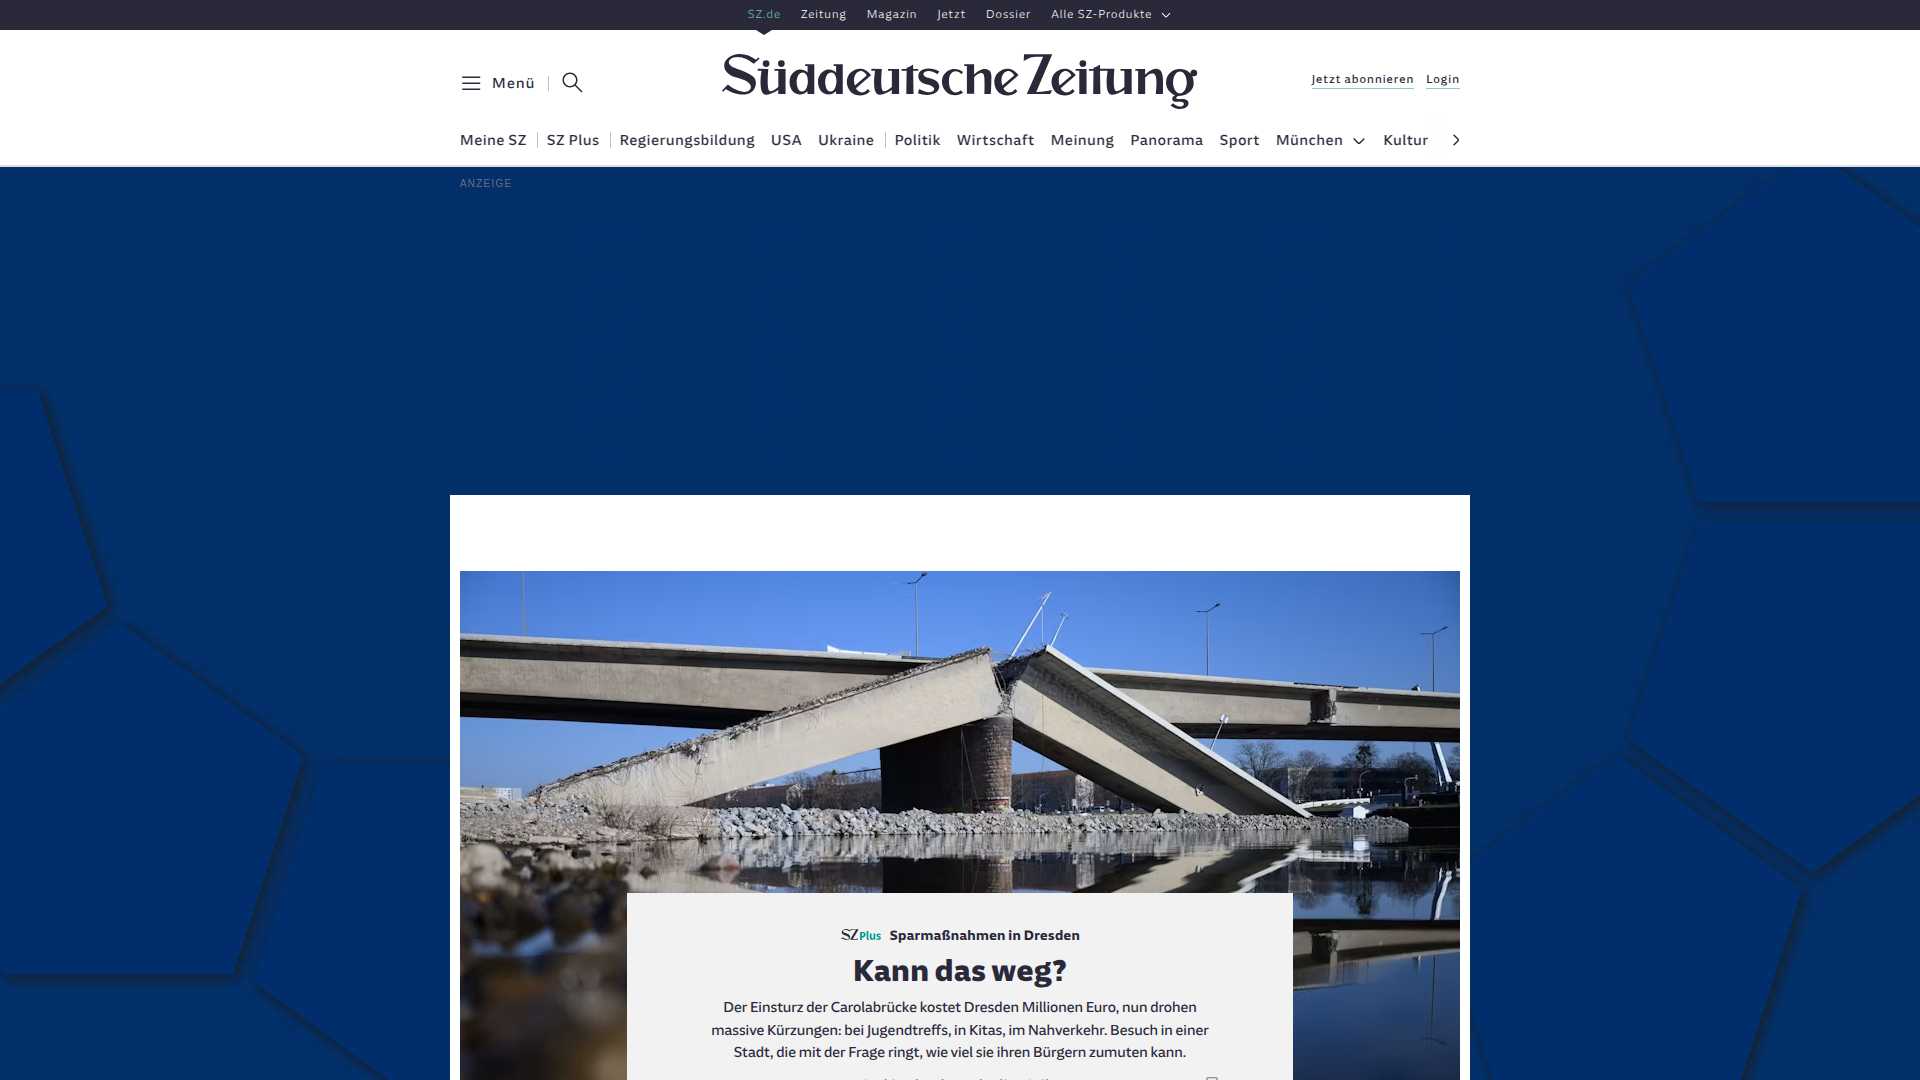 SZ.de Zeitung Magazin Jetzt Dossier Alle SZ-Produkte
Menü
Süddeutsche Zeitung
Jetzt abonnieren Login
Meine SZ SZ Plus Regierungsbildung USA Ukraine Politik Wirtschaft Meinung Panorama Sport München Kultur
ANZEIGE
SZ Plus Sparmaßnahmen in Dresden
Kann das weg?
Der Einsturz der Carolabrücke kostet Dresden Millionen Euro, nun drohen
massive Kürzungen: bei Jugendtreffs, in Kitas, im Nahverkehr. Besuch in einer
Stadt, die mit der Frage ringt, wie viel sie ihren Bürgern zumuten kann.